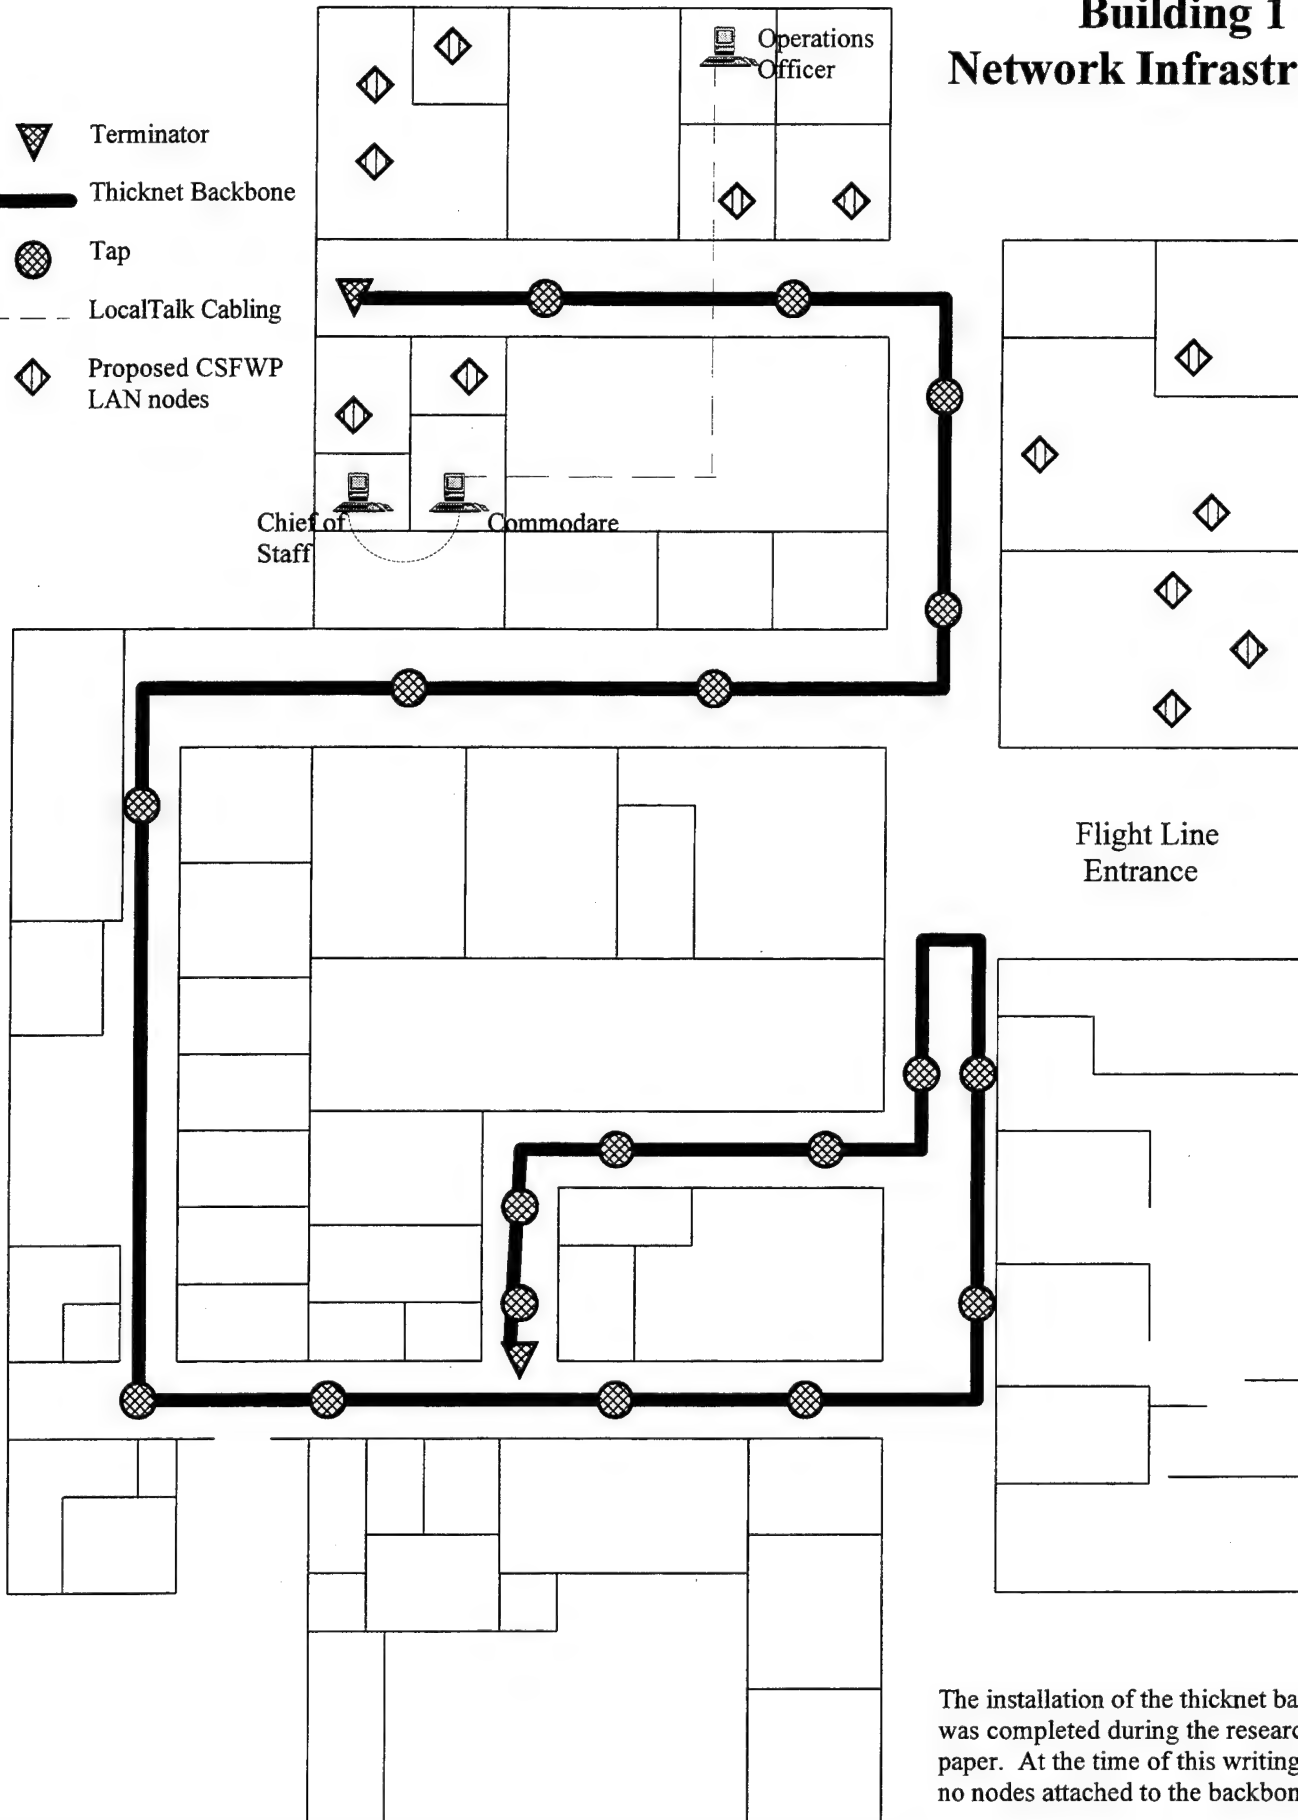 Building 1
Network Infrastr
Operations
Officer
Terminator
Thicknet Backbone
Tap
LocalTalk Cabling
Proposed CSFWP
LAN nodes
Chief of
Staff
Commodare
Flight Line
Entrance
The installation of the thicknet ba
was completed during the researc
paper. At the time of this writing
no nodes attached to the backbon